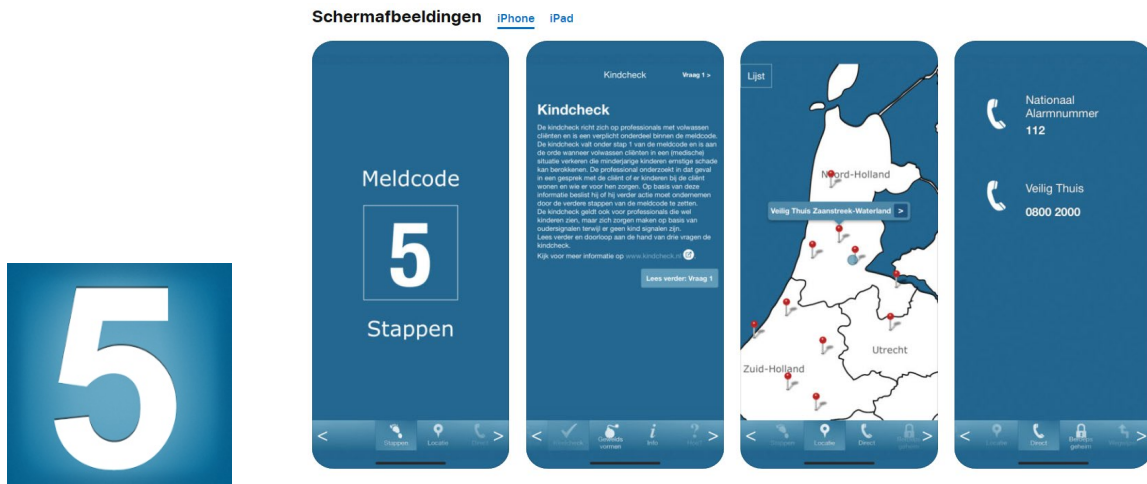 Schermafbeeldingen iPhone iPad
5
Meldcode
5
Stappen
< Stappen Locatie Direct >
Kindcheck Vraag 1 >
Kindcheck
De kindcheck richt zich op professionals met volwassen
cliënten en is een verplicht onderdeel binnen de meldcode.
De kindcheck valt onder stap 1 van de meldcode en is aan
de orde wanneer volwassen cliënten in een (medische)
situatie verkeren die minderjarige kinderen ernstige schade
kan berokkenen. De professional onderzoekt in dat geval
in een gesprek met de cliënt of er kinderen bij de cliënt
wonen en wie er voor hen zorgen. Op basis van deze
informatie beslist hij of hij verder actie moet ondernemen
door de verdere stappen van de meldcode te zetten.
De kindcheck geldt ook voor professionals die wel
kinderen zien, maar zich zorgen maken op basis van
oudersignalen terwijl er geen kind signalen zijn.
Lees verder en doorloop aan de hand van drie vragen de
kindcheck.
Kijk voor meer informatie op www.kindcheck.nl
Lees verder: Vraag 1
< Kindcheck Gewelds
vormen Info >
Lijst
Noord-Holland
Veilig Thuis Zaanstreek-Waterland >
Utrecht
Zuid-Holland
< Stappen Locatie Direct Beroeps
geheim >
Nationaal
Alarmnummer
112
Veilig Thuis
0800 2000
< Locatie Direct Beroeps
geheim >